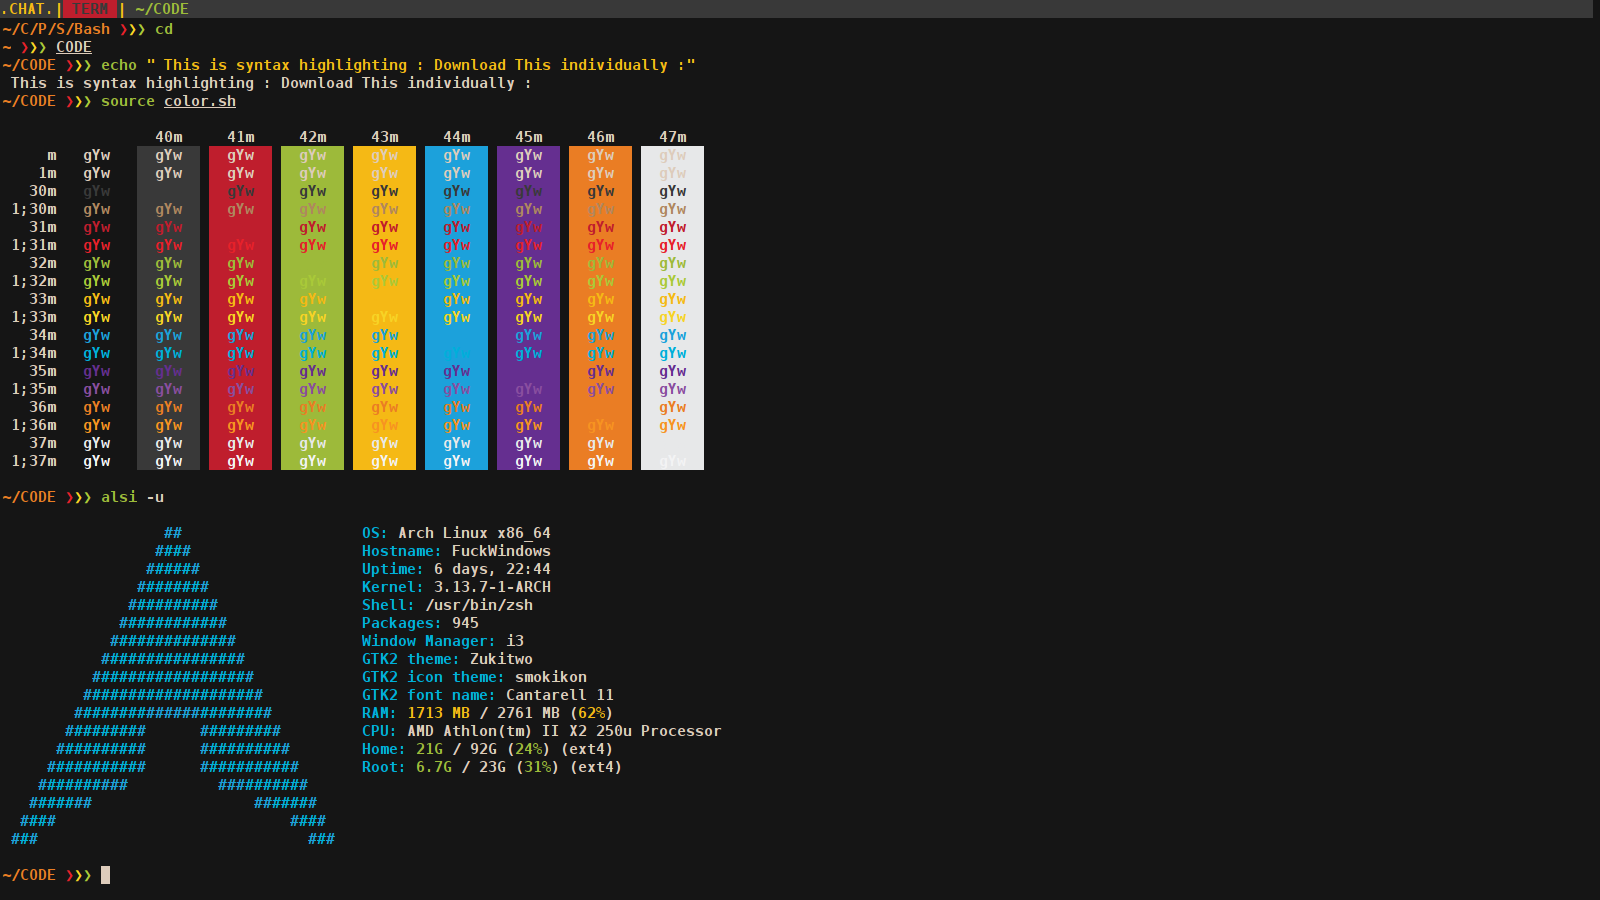 .CHAT.| TERM | ~/CODE
~/C/P/S/Bash ❯❯❯ cd
~ ❯❯❯ CODE
~/CODE ❯❯❯ echo " This is syntax highlighting : Download This individually :"
 This is syntax highlighting : Download This individually :
~/CODE ❯❯❯ source color.sh
40m 41m 42m 43m 44m 45m 46m 47m
m gYw gYw gYw gYw gYw gYw gYw gYw gYw
1m gYw gYw gYw gYw gYw gYw gYw gYw gYw
30m gYw gYw gYw gYw gYw gYw gYw gYw
1;30m gYw gYw gYw gYw gYw gYw gYw gYw gYw
31m gYw gYw gYw gYw gYw gYw gYw gYw
1;31m gYw gYw gYw gYw gYw gYw gYw gYw gYw
32m gYw gYw gYw gYw gYw gYw gYw gYw
1;32m gYw gYw gYw gYw gYw gYw gYw gYw gYw
33m gYw gYw gYw gYw gYw gYw gYw gYw
1;33m gYw gYw gYw gYw gYw gYw gYw gYw gYw
34m gYw gYw gYw gYw gYw gYw gYw gYw
1;34m gYw gYw gYw gYw gYw gYw gYw gYw
35m gYw gYw gYw gYw gYw gYw gYw gYw
1;35m gYw gYw gYw gYw gYw gYw gYw gYw gYw
36m gYw gYw gYw gYw gYw gYw gYw gYw
1;36m gYw gYw gYw gYw gYw gYw gYw gYw gYw
37m gYw gYw gYw gYw gYw gYw gYw gYw
1;37m gYw gYw gYw gYw gYw gYw gYw gYw gYw
~/CODE ❯❯❯ alsi -u
## OS: Arch Linux x86_64
#### Hostname: FuckWindows
###### Uptime: 6 days, 22:44
######## Kernel: 3.13.7-1-ARCH
########## Shell: /usr/bin/zsh
############ Packages: 945
############## Window Manager: i3
################ GTK2 theme: Zukitwo
################## GTK2 icon theme: smokikon
#################### GTK2 font name: Cantarell 11
###################### RAM: 1713 MB / 2761 MB (62%)
######### ######### CPU: AMD Athlon(tm) II X2 250u Processor
########## ########## Home: 21G / 92G (24%) (ext4)
########### ########### Root: 6.7G / 23G (31%) (ext4)
########## ##########
####### #######
#### ####
### ###
~/CODE ❯❯❯